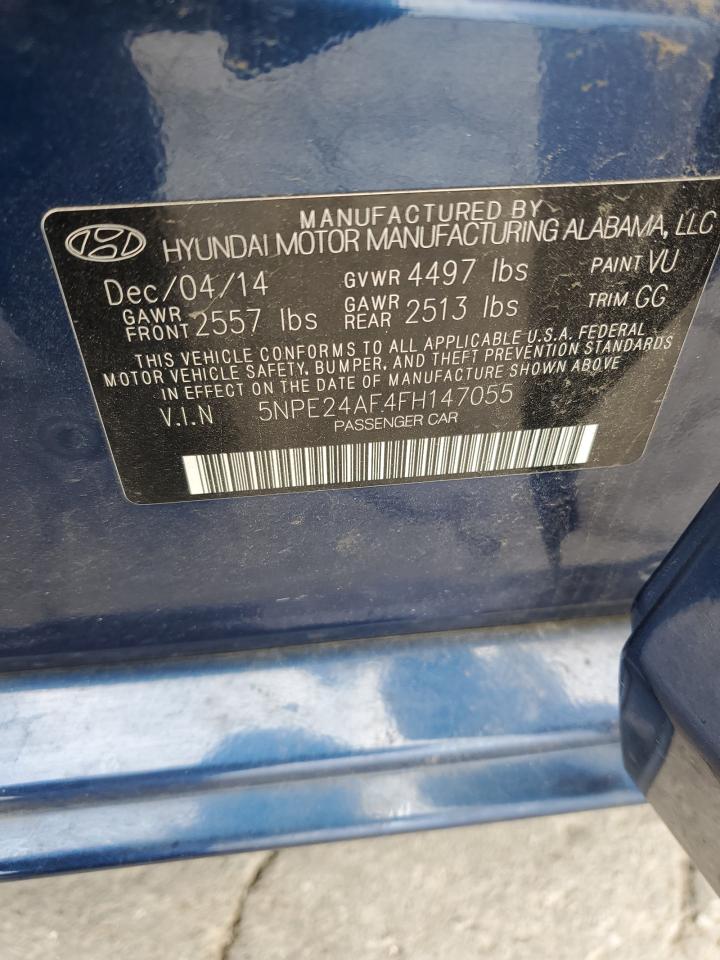 MANUFACTURED BY
HYUNDAI MOTOR MANUFACTURING ALABAMA, LLC
Dec/04/14 GVWR 4497 lbs PAINT VU
GAWR FRONT 2557 lbs GAWR REAR 2513 lbs TRIM GG
THIS VEHICLE CONFORMS TO ALL APPLICABLE U.S.A. FEDERAL
MOTOR VEHICLE SAFETY, BUMPER, AND THEFT PREVENTION STANDARDS
IN EFFECT ON THE DATE OF MANUFACTURE SHOWN ABOVE
V.I.N 5NPE24AF4FH147055
PASSENGER CAR